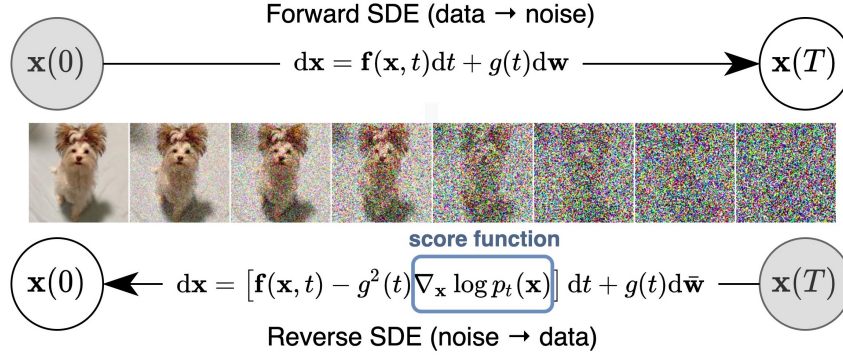 Forward SDE (data → noise)
x(0) dx = f(x, t)dt + g(t)dw x(T)
score function
x(0) dx = [f(x, t) − g²(t)∇ₓ log pₜ(x)] dt + g(t)dw̄ x(T)
Reverse SDE (noise → data)